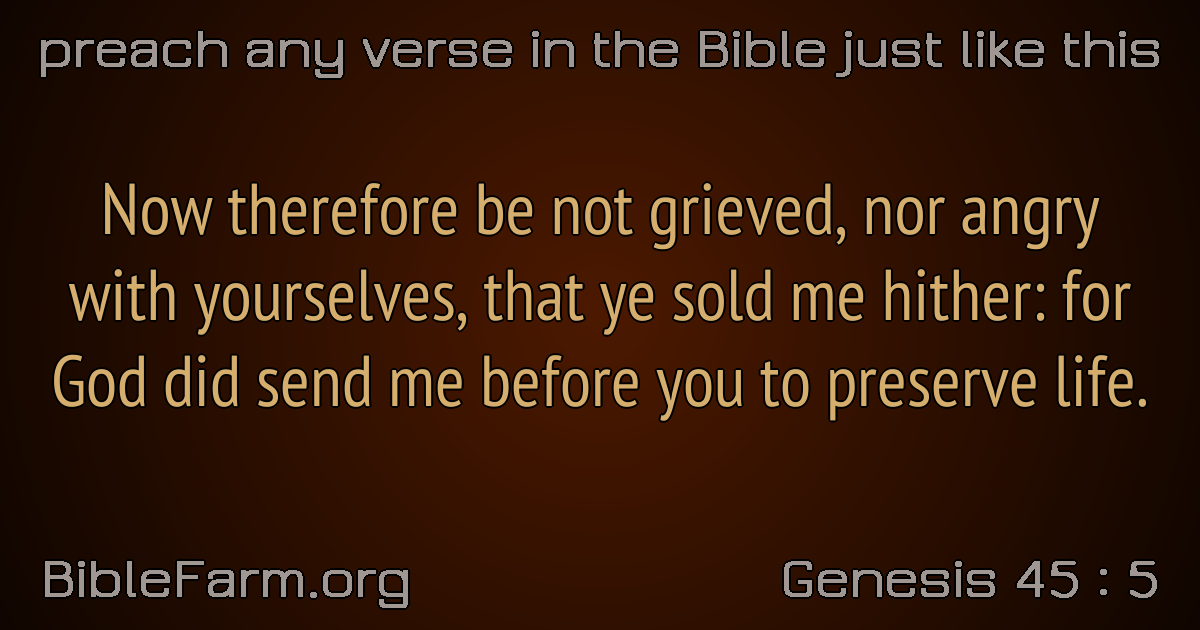 preach any verse in the Bible just like this
Now therefore be not grieved, nor angry
with yourselves, that ye sold me hither: for
God did send me before you to preserve life.
BibleFarm.org
Genesis 45 : 5